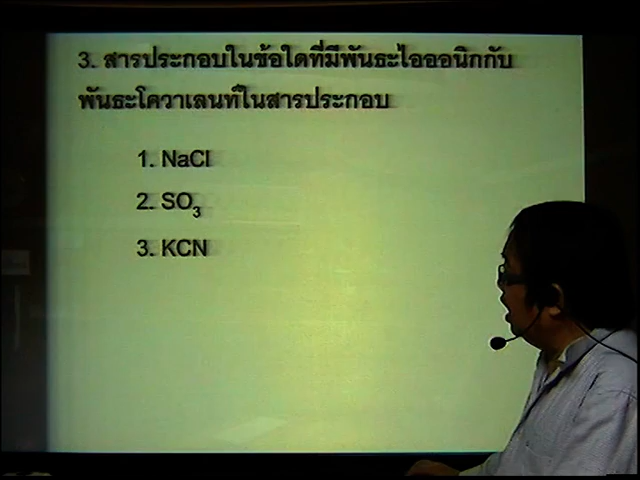 3. สารประกอบในข้อใดที่มีพันธะไอออนิกกับ
พันธะโควาเลนท์ในสารประกอบ
1. NaCl
2. SO₃
3. KCN